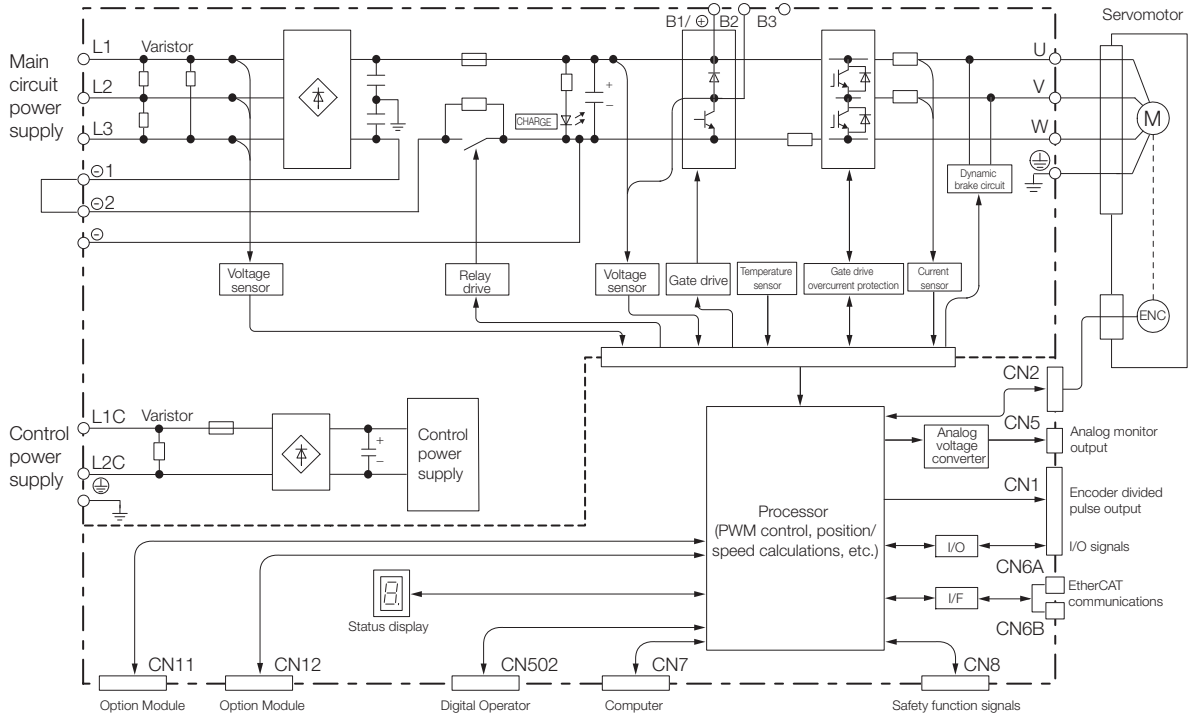 B1/⊕ B2 B3
Servomotor
Main
circuit
power
supply
L1
Varistor
L2
L3
⊖1
⊖2
⊖
CHARGE
+
−
U
V
W
M
Dynamic
brake circuit
Voltage
sensor
Relay
drive
Voltage
sensor
Gate drive
Temperature
sensor
Gate drive
overcurrent protection
Current
sensor
ENC
Control
power
supply
L1C
Varistor
L2C
+
−
Control
power
supply
Processor
(PWM control, position/
speed calculations, etc.)
CN2
CN5
Analog
voltage
converter
Analog monitor
output
CN1
Encoder divided
pulse output
I/O
I/O signals
CN6A
I/F
EtherCAT
communications
CN6B
8.
Status display
CN11
CN12
CN502
CN7
CN8
Option Module
Option Module
Digital Operator
Computer
Safety function signals